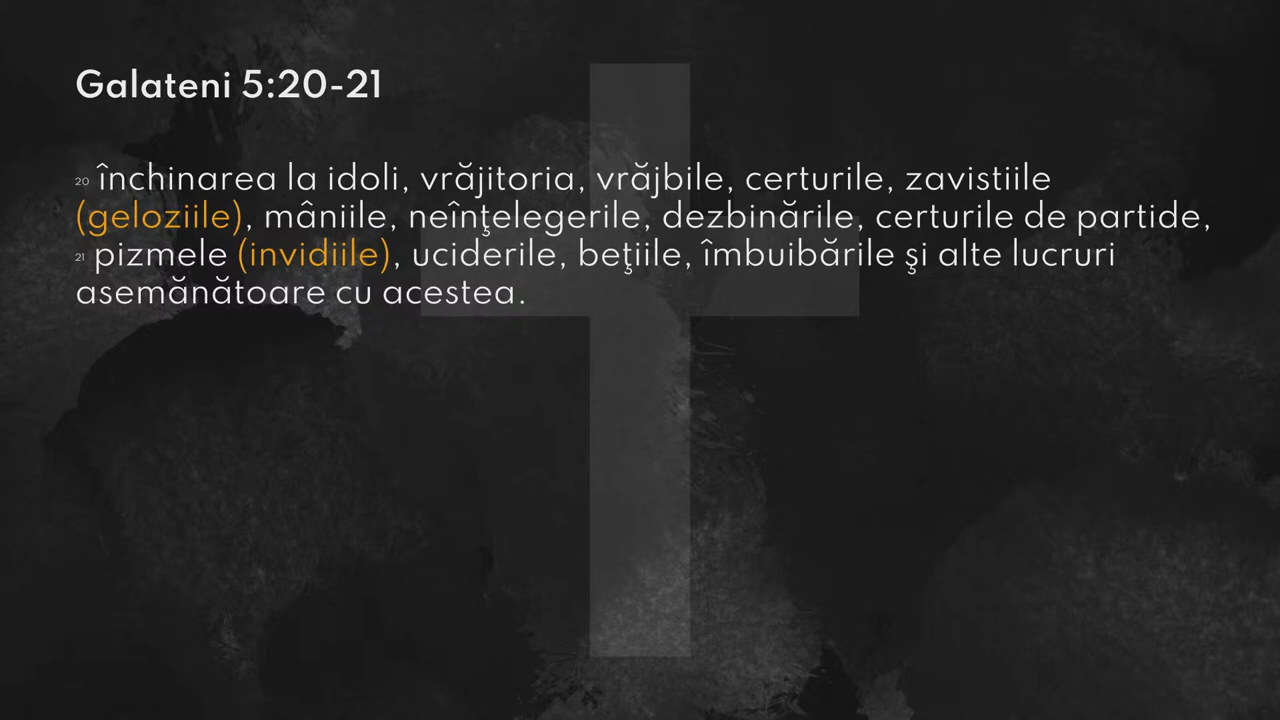 Galateni 5:20-21
20 închinarea la idoli, vrăjitoria, vrăjbile, certurile, zavistiile
(geloziile), mâniile, neînţelegerile, dezbinările, certurile de partide,
21 pizmele (invidiile), uciderile, beţiile, îmbuibările şi alte lucruri
asemănătoare cu acestea.